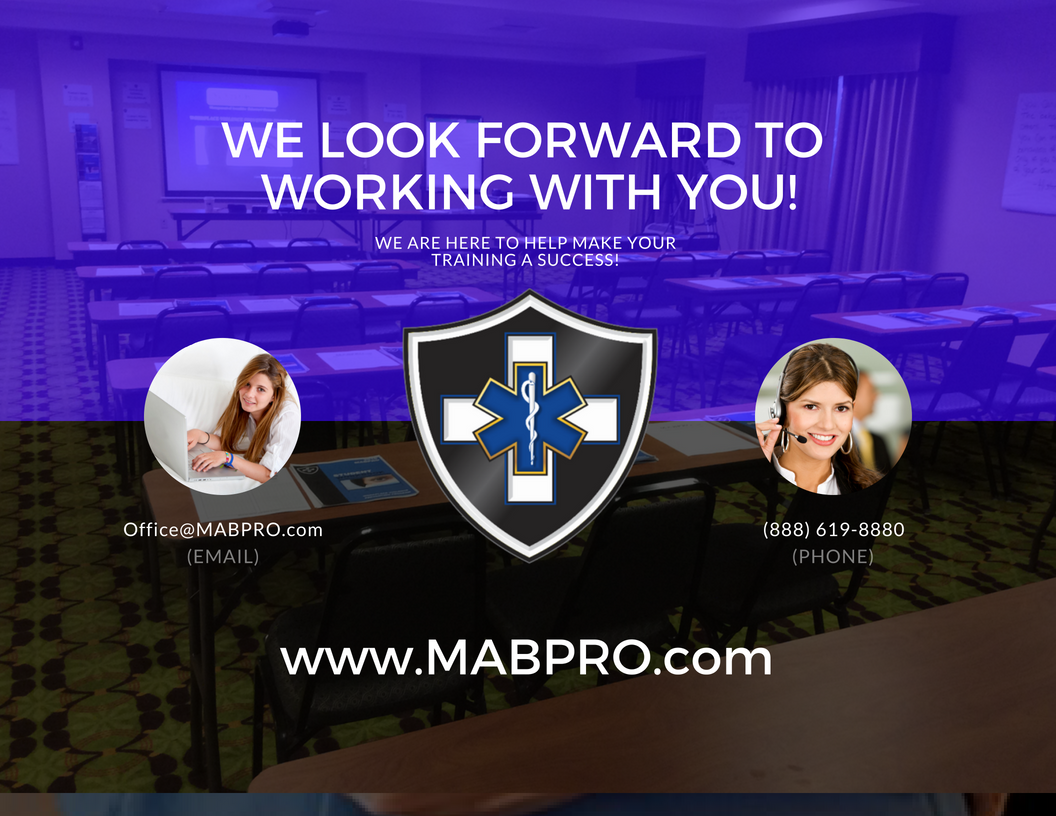 WE LOOK FORWARD TO
WORKING WITH YOU!
WE ARE HERE TO HELP MAKE YOUR
TRAINING A SUCCESS!
Office@MABPRO.com
(EMAIL)
(888) 619-8880
(PHONE)
www.MABPRO.com